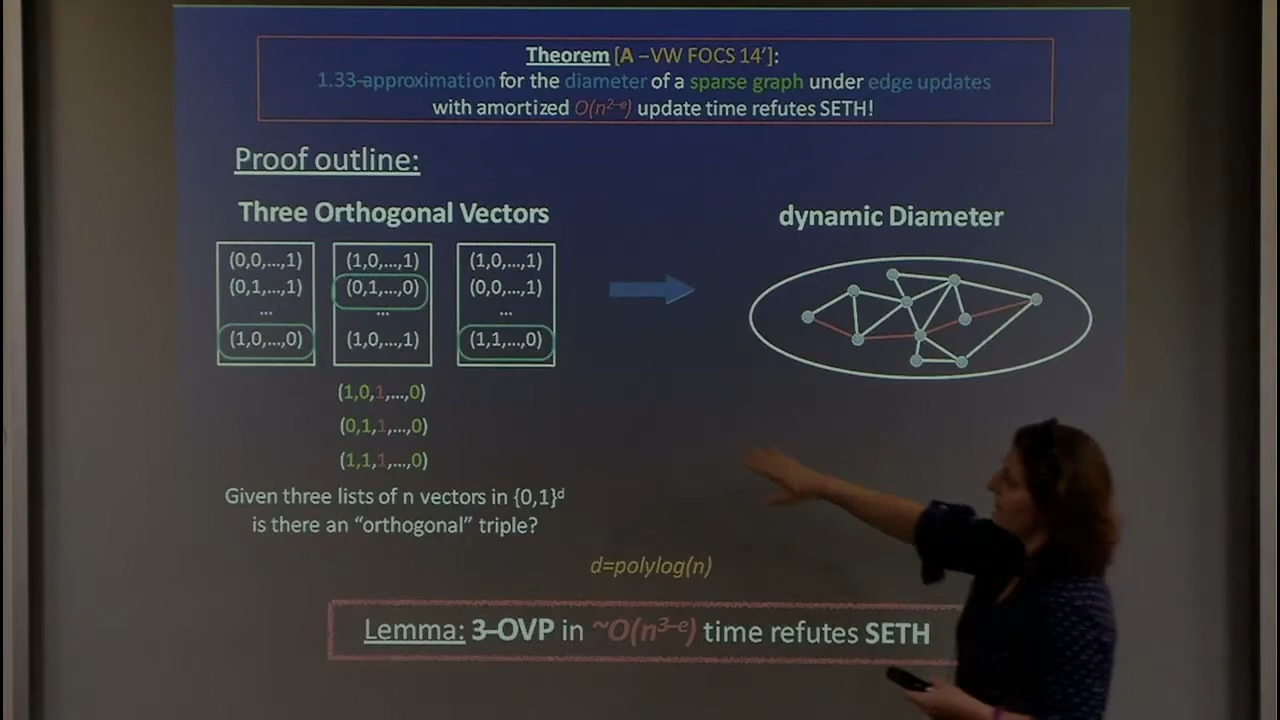 Theorem [A –VW FOCS 14']:
1.33-approximation for the diameter of a sparse graph under edge updates
with amortized O(n²⁻ᵉ) update time refutes SETH!
Proof outline:
Three Orthogonal Vectors
dynamic Diameter
(0,0,...,1) (1,0,...,1) (1,0,...,1)
(0,1,...,1) (0,1,...,0) (0,0,...,1)
... ... ...
(1,0,...,0) (1,0,...,1) (1,1,...,0)
(1,0,1,...,0)
(0,1,1,...,0)
(1,1,1,...,0)
Given three lists of n vectors in {0,1}ᵈ
is there an "orthogonal" triple?
d=polylog(n)
Lemma: 3-OVP in ~O(n³⁻ᵉ) time refutes SETH